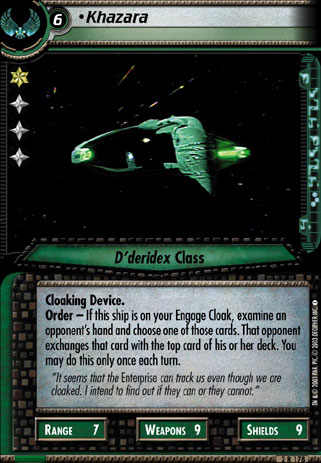 6 • Khazara
D'deridex Class
Cloaking Device.
Order – If this ship is on your Engage Cloak, examine an
opponent's hand and choose one of those cards. That opponent
exchanges that card with the top card of his or her deck. You
may do this only once each turn.
"It seems that the Enterprise can track us even though we are
cloaked. I intend to find out if they can or they cannot."
RANGE 7 WEAPONS 9 SHIELDS 9